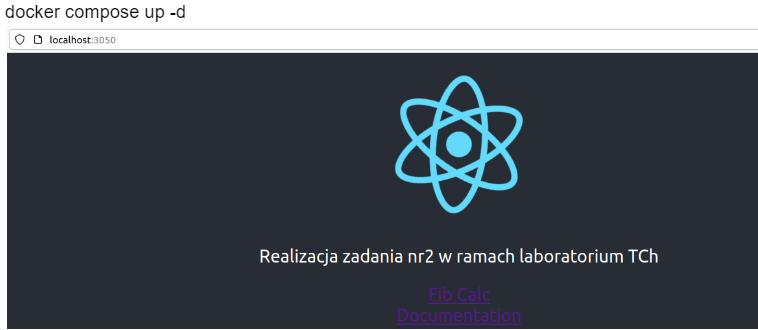 docker compose up -d
localhost:3050
Realizacja zadania nr2 w ramach laboratorium TCh
Fib Calc
Documentation